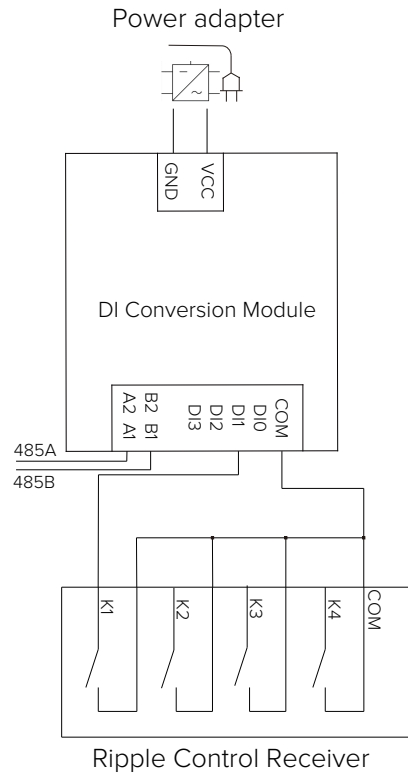 Power adapter
GND
VCC
DI Conversion Module
A2 B2 DI3 DI2 DI1 DI0 COM
A1 B1
485A
485B
K1
K2
K3
K4
COM
Ripple Control Receiver